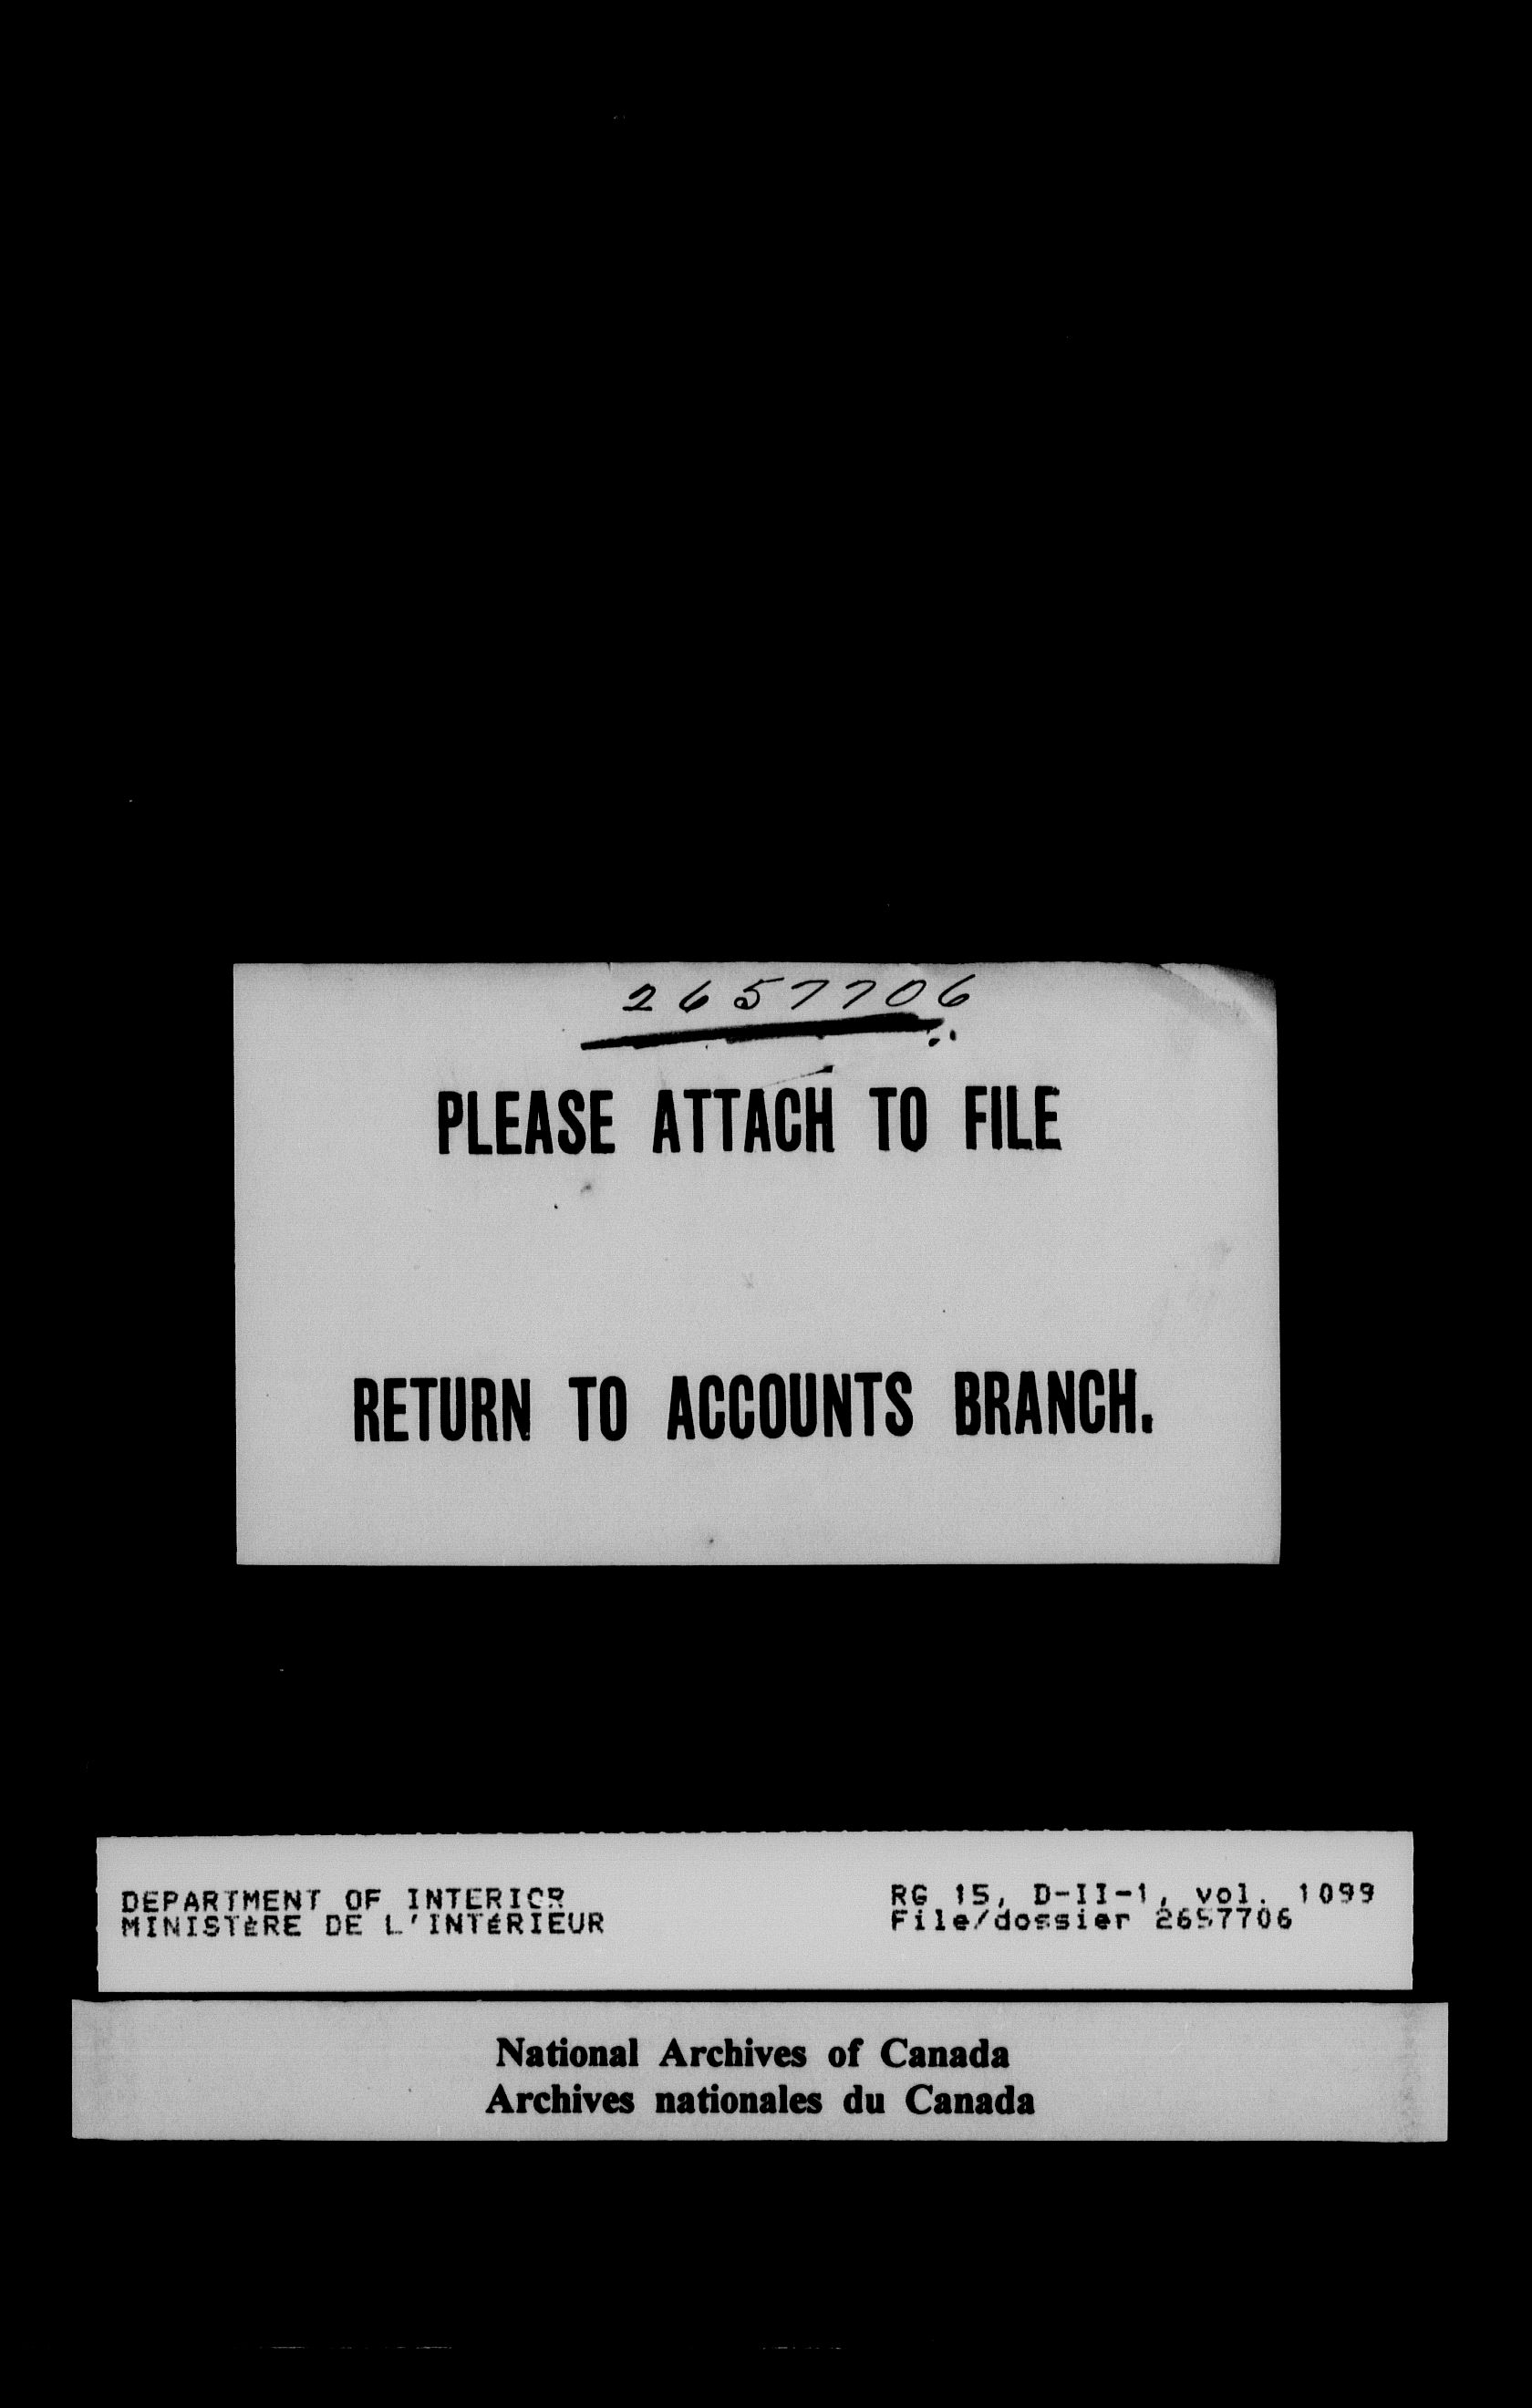 2657706
PLEASE ATTACH TO FILE
RETURN TO ACCOUNTS BRANCH.
DEPARTMENT OF INTERIOR
MINISTÈRE DE L'INTÉRIEUR
RG 15, D-II-1, vol. 1099
File/dossier 2657706
National Archives of Canada
Archives nationales du Canada